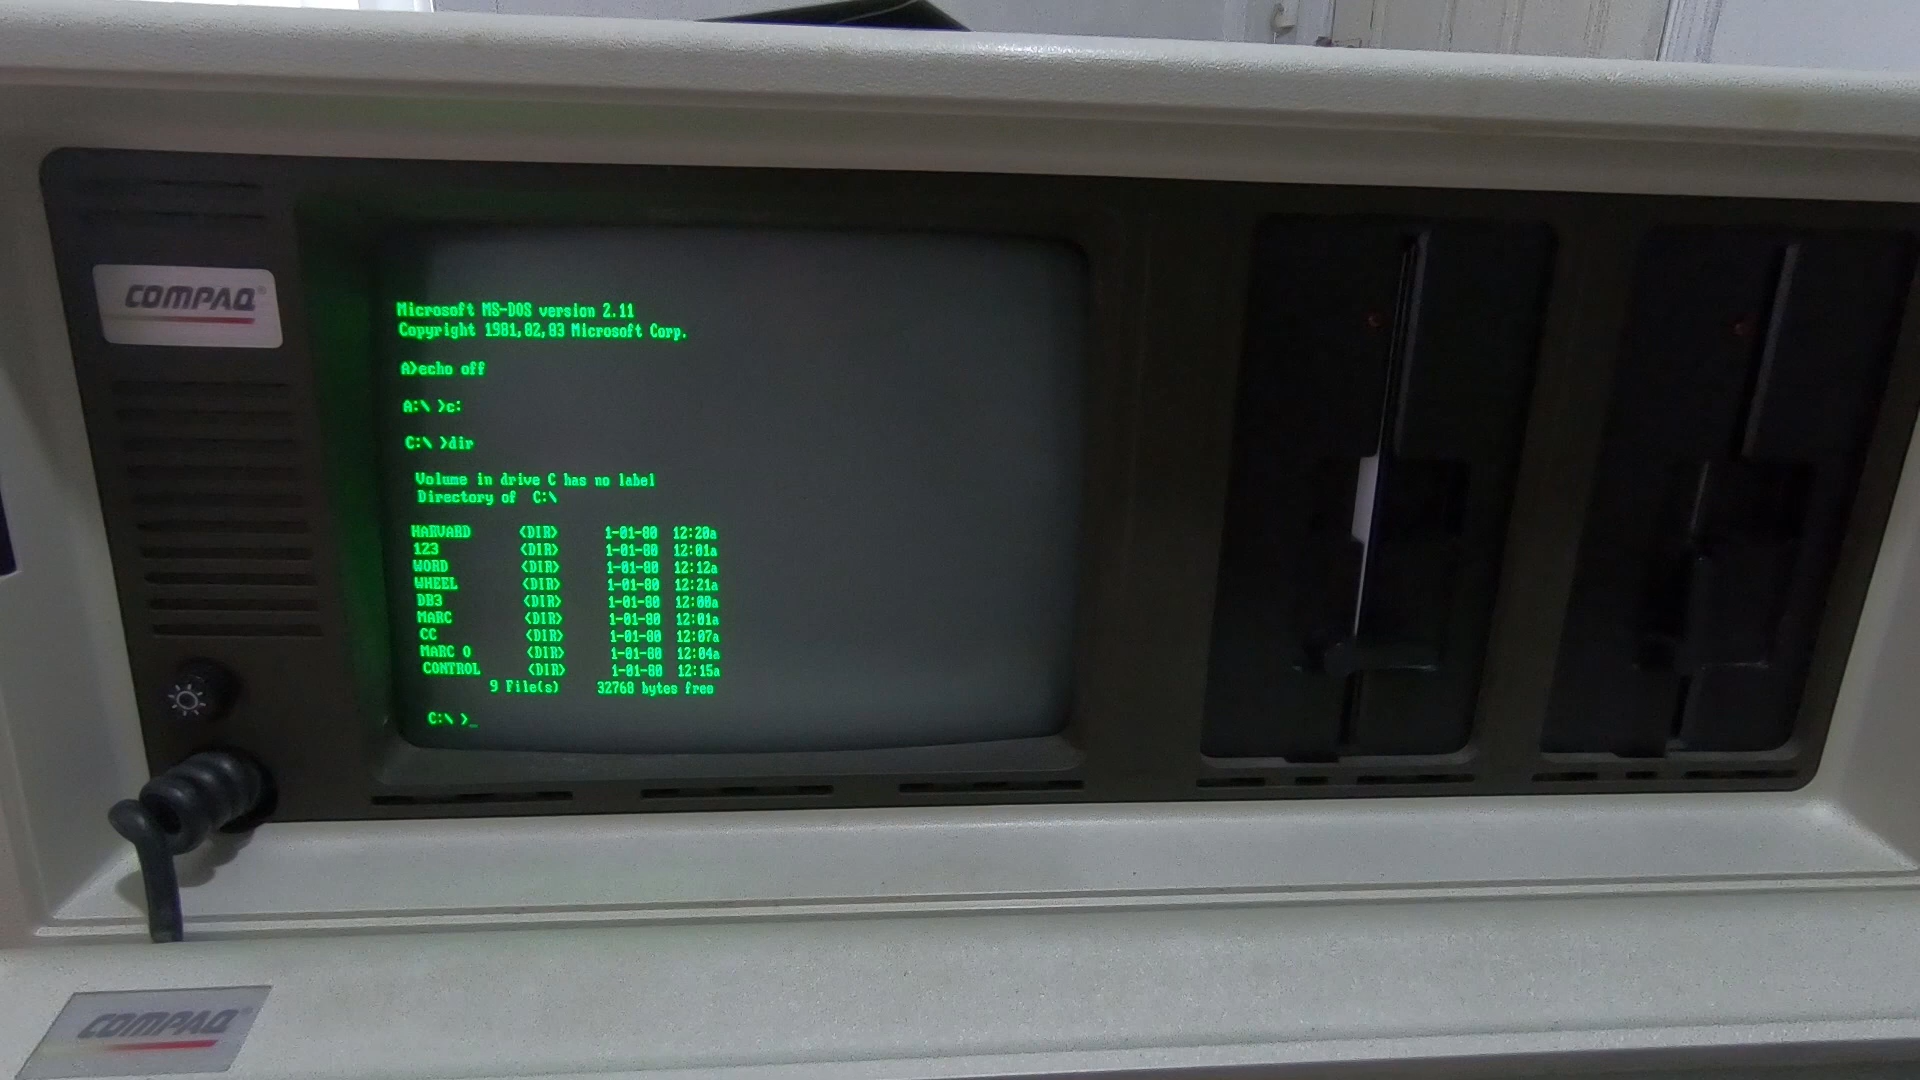 COMPAQ®
Microsoft MS-DOS version 2.11
Copyright 1981,82,83 Microsoft Corp.
A>echo off
A:\ >c:
C:\ >dir
Volume in drive C has no label
Directory of  C:\
HARVARD      <DIR>      1-01-80  12:20a
123          <DIR>      1-01-80  12:01a
WORD         <DIR>      1-01-80  12:12a
WHEEL        <DIR>      1-01-80  12:21a
DB3          <DIR>      1-01-80  12:00a
MARC         <DIR>      1-01-80  12:01a
CC           <DIR>      1-01-80  12:07a
MARC O       <DIR>      1-01-80  12:04a
CONTROL      <DIR>      1-01-80  12:15a
9 File(s)     32768 bytes free
C:\ >_
COMPAQ®